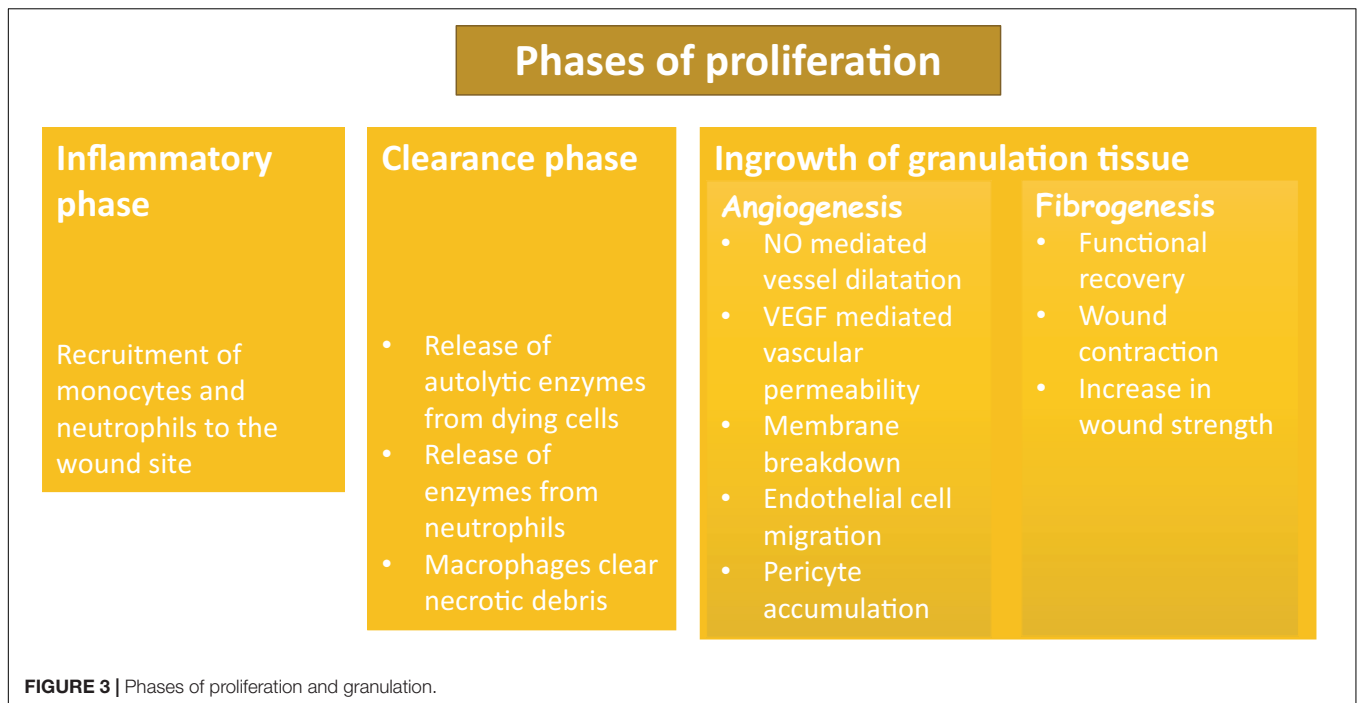 Phases of proliferation
Inflammatory
phase
Recruitment of
monocytes and
neutrophils to the
wound site
Clearance phase
• Release of
autolytic enzymes
from dying cells
• Release of
enzymes from
neutrophils
• Macrophages clear
necrotic debris
Ingrowth of granulation tissue
Angiogenesis
• NO mediated
vessel dilatation
• VEGF mediated
vascular
permeability
• Membrane
breakdown
• Endothelial cell
migration
• Pericyte
accumulation
Fibrogenesis
• Functional
recovery
• Wound
contraction
• Increase in
wound strength
FIGURE 3 | Phases of proliferation and granulation.